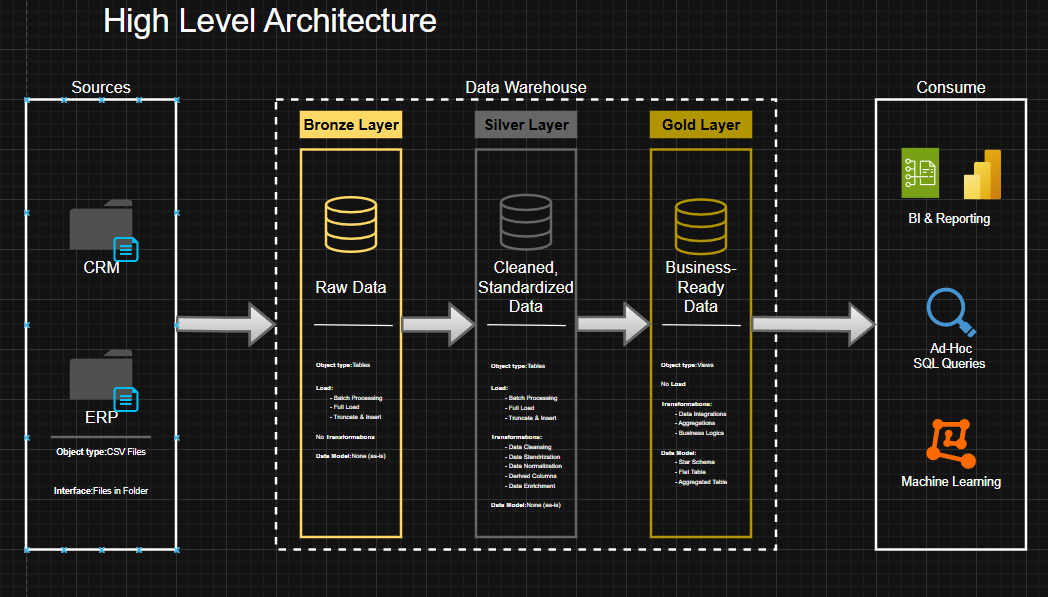 High Level Architecture
Sources
CRM
ERP
Object type:CSV Files
Interface:Files in Folder
Data Warehouse
Bronze Layer
Raw Data
Object type:Tables
Load:
- Batch Processing
- Full Load
- Truncate & Insert
No Transformations
Data Model:None (as-is)
Silver Layer
Cleaned,
Standardized
Data
Object type:Tables
Load:
- Batch Processing
- Full Load
- Truncate & Insert
Transformations:
- Data Cleansing
- Data Standrization
- Data Normalization
- Derived Columns
- Data Enrichment
Data Model:None (as-is)
Gold Layer
Business-
Ready
Data
Object type:Views
No Load
Transformations:
- Data Integrations
- Aggregations
- Business Logics
Data Model:
- Star Schema
- Flat Table
- Aggregated Table
Consume
BI & Reporting
Ad-Hoc
SQL Queries
Machine Learning